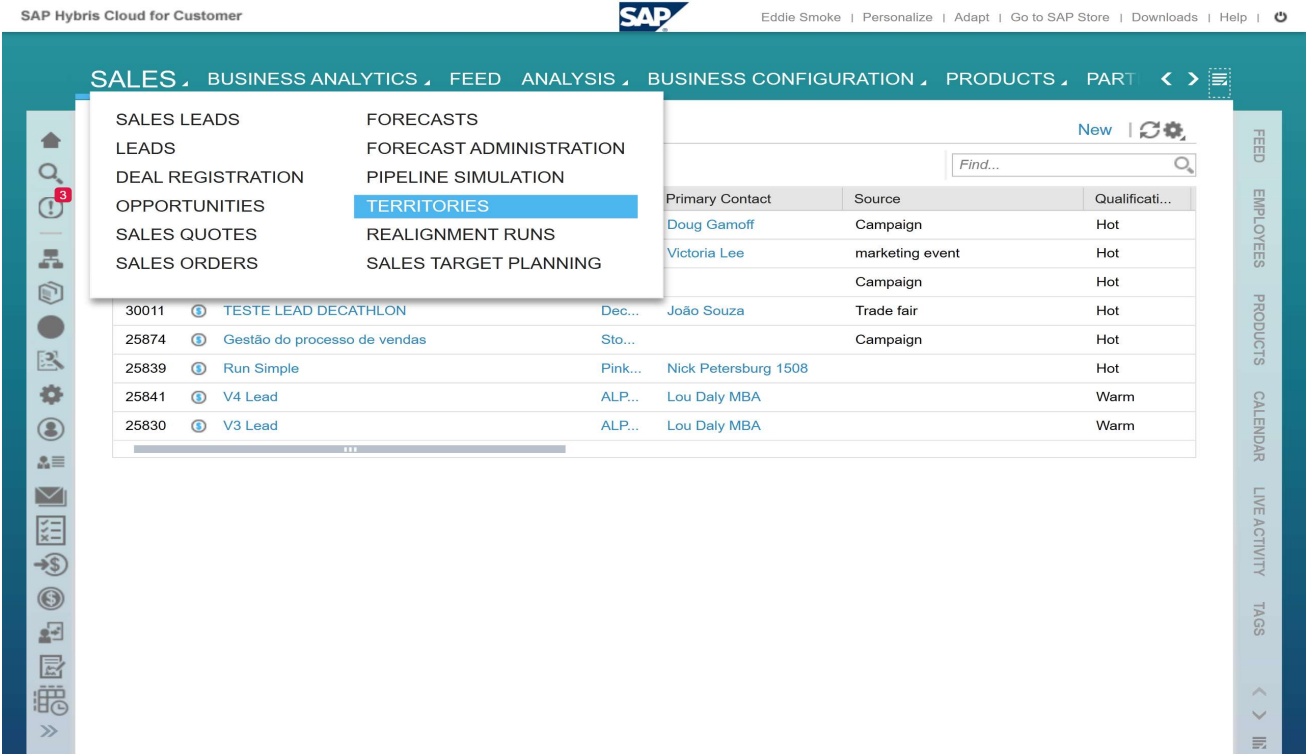 SAP Hybris Cloud for Customer
SAP
Eddie Smoke | Personalize | Adapt | Go to SAP Store | Downloads | Help |
SALES BUSINESS ANALYTICS FEED ANALYSIS BUSINESS CONFIGURATION PRODUCTS PART
SALES LEADS FORECASTS
LEADS FORECAST ADMINISTRATION
DEAL REGISTRATION PIPELINE SIMULATION
OPPORTUNITIES TERRITORIES
SALES QUOTES REALIGNMENT RUNS
SALES ORDERS SALES TARGET PLANNING
New
Find...
3
Primary Contact Source Qualificati...
Doug Gamoff Campaign Hot
Victoria Lee marketing event Hot
Campaign Hot
30011 TESTE LEAD DECATHLON Dec... João Souza Trade fair Hot
25874 Gestão do processo de vendas Sto... Campaign Hot
25839 Run Simple Pink... Nick Petersburg 1508 Hot
25841 V4 Lead ALP... Lou Daly MBA Warm
25830 V3 Lead ALP... Lou Daly MBA Warm
FEED
EMPLOYEES
PRODUCTS
CALENDAR
LIVE ACTIVITY
TAGS